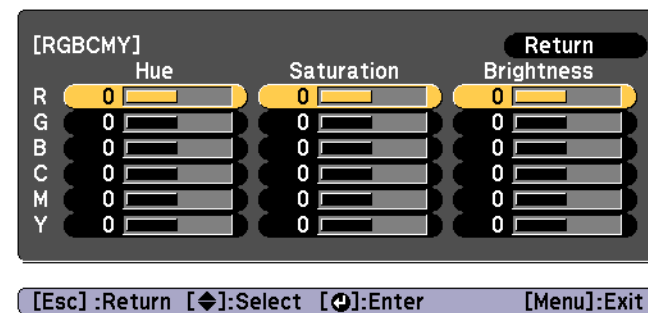 [RGBCMY] Return
Hue Saturation Brightness
R 0 0 0
G 0 0 0
B 0 0 0
C 0 0 0
M 0 0 0
Y 0 0 0
[Esc] :Return [◆]:Select [↵]:Enter [Menu]:Exit